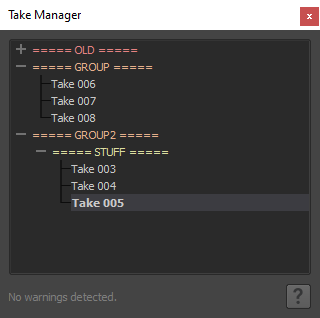 Take Manager
x
===== OLD =====
===== GROUP =====
Take 006
Take 007
Take 008
===== GROUP2 =====
===== STUFF =====
Take 003
Take 004
Take 005
No warnings detected.
?